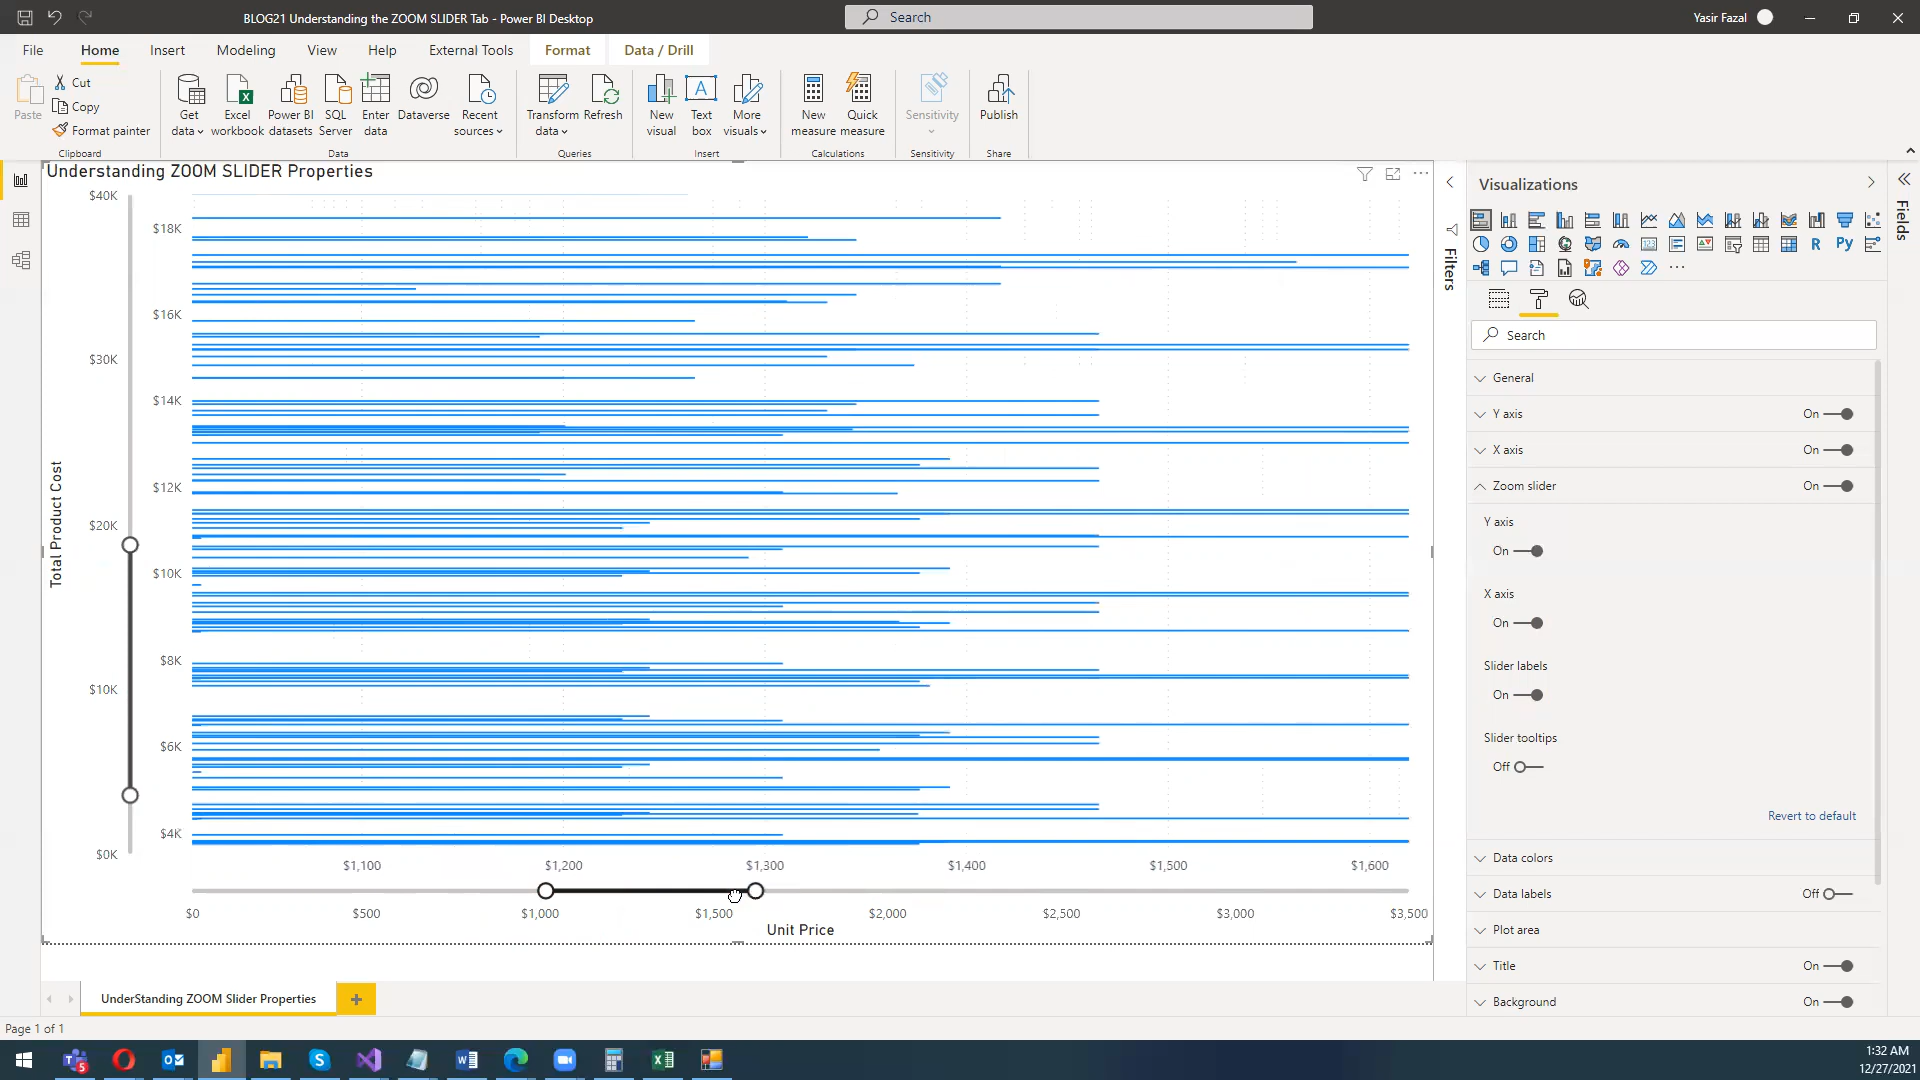 BLOG21 Understanding the ZOOM SLIDER Tab - Power BI Desktop
Search
Yasir Fazal
File Home Insert Modeling View Help External Tools Format Data / Drill
Paste
Cut
Copy
Format painter
Clipboard
Get data
Excel workbook
Power BI datasets
SQL Server
Enter data
Dataverse
Recent sources
Data
Transform data
Refresh
Queries
New visual
Text box
More visuals
Insert
New measure
Quick measure
Calculations
Sensitivity
Sensitivity
Publish
Share
Understanding ZOOM SLIDER Properties
Total Product Cost
$40K
$30K
$20K
$10K
$0K
$18K
$16K
$14K
$12K
$10K
$8K
$6K
$4K
$1,100 $1,200 $1,300 $1,400 $1,500 $1,600
$0 $500 $1,000 $1,500 $2,000 $2,500 $3,000 $3,500
Unit Price
Filters
Visualizations
Fields
R Py
123
Search
General
Y axis On
X axis On
Zoom slider On
Y axis
On
X axis
On
Slider labels
On
Slider tooltips
Off
Revert to default
Data colors
Data labels Off
Plot area
Title On
Background On
UnderStanding ZOOM Slider Properties
Page 1 of 1
1:32 AM
12/27/2021